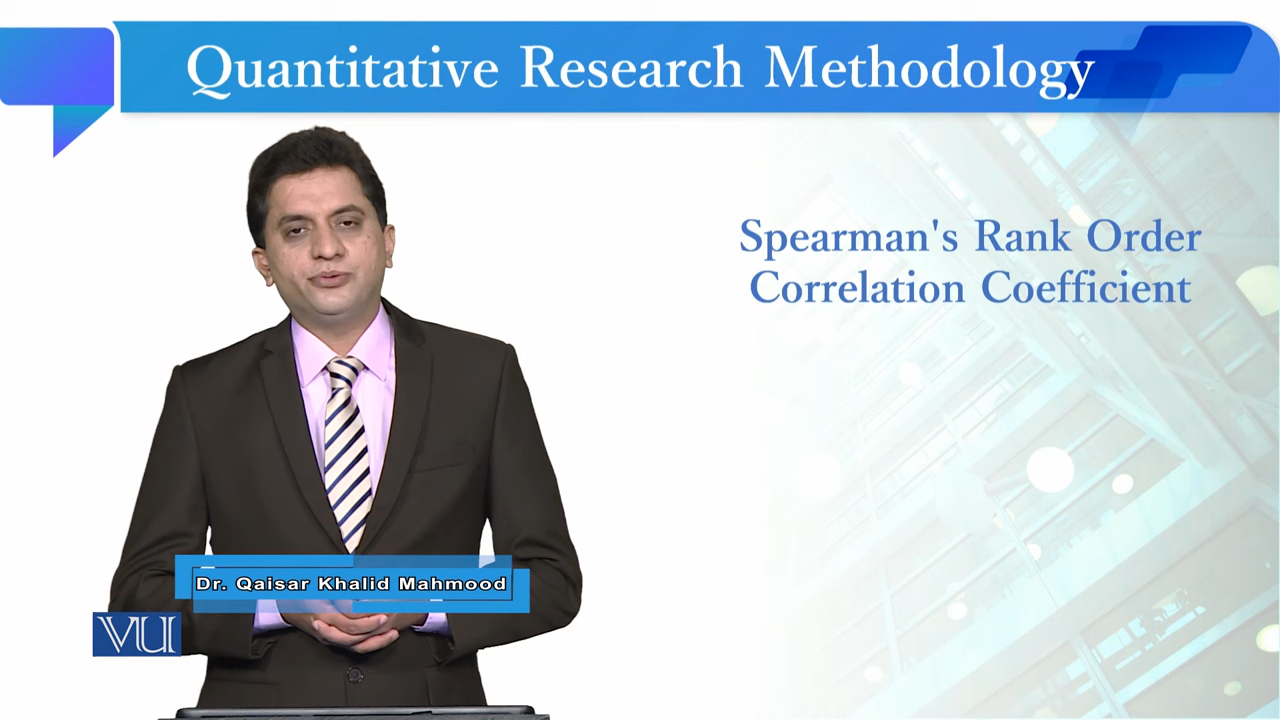 Quantitative Research Methodology
Spearman's Rank Order
Correlation Coefficient
Dr. Qaisar Khalid Mahmood
VU